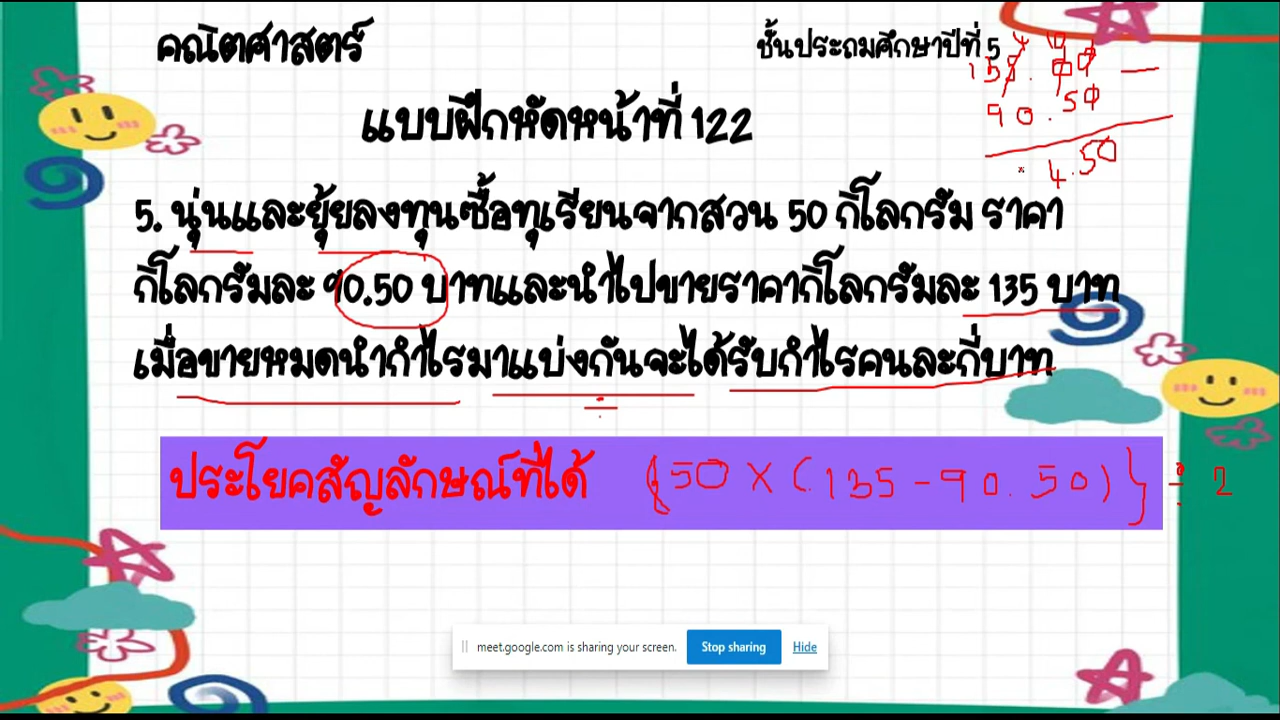 คณิตศาสตร์
ชั้นประถมศึกษาปีที่ 5
แบบฝึกหัดหน้าที่ 122
135.00
90.50
4.50
5. นุ่นและยุ้ยลงทุนซื้อทุเรียนจากสวน 50 กิโลกรัม ราคา
กิโลกรัมละ 90.50 บาทและนำไปขายราคากิโลกรัมละ 135 บาท
เมื่อขายหมดนำกำไรมาแบ่งกันจะได้รับกำไรคนละกี่บาท
ประโยคสัญลักษณ์ที่ได้ {50 × (135 - 90.50)} ÷ 2
meet.google.com is sharing your screen. Stop sharing Hide